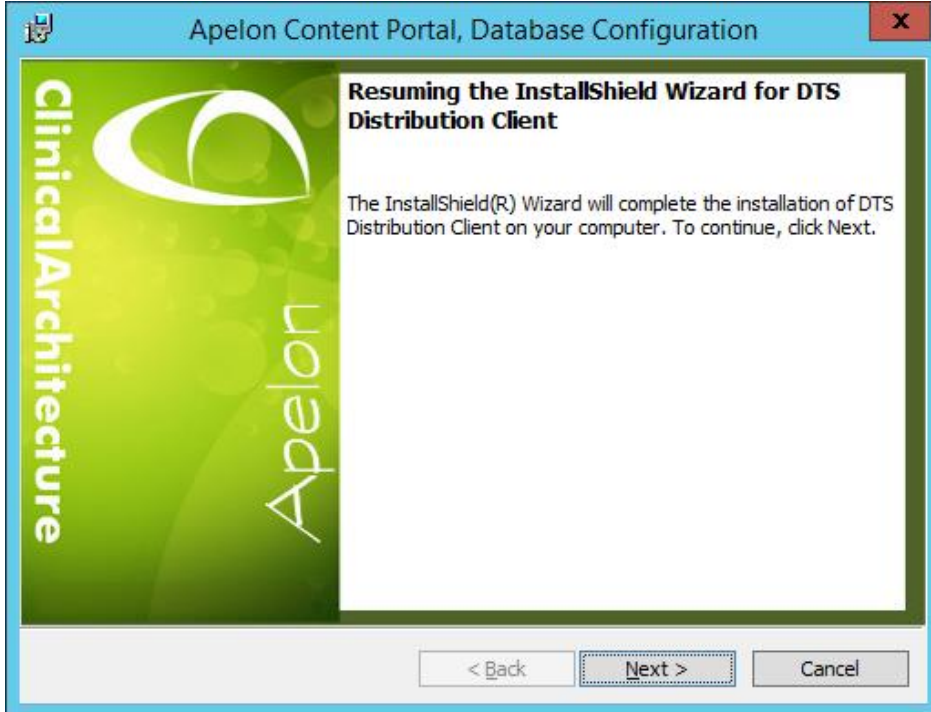 Apelon Content Portal, Database Configuration
x
ClinicalArchitecture
Apelon
Resuming the InstallShield Wizard for DTS
Distribution Client
The InstallShield(R) Wizard will complete the installation of DTS
Distribution Client on your computer. To continue, click Next.
< Back
Next >
Cancel